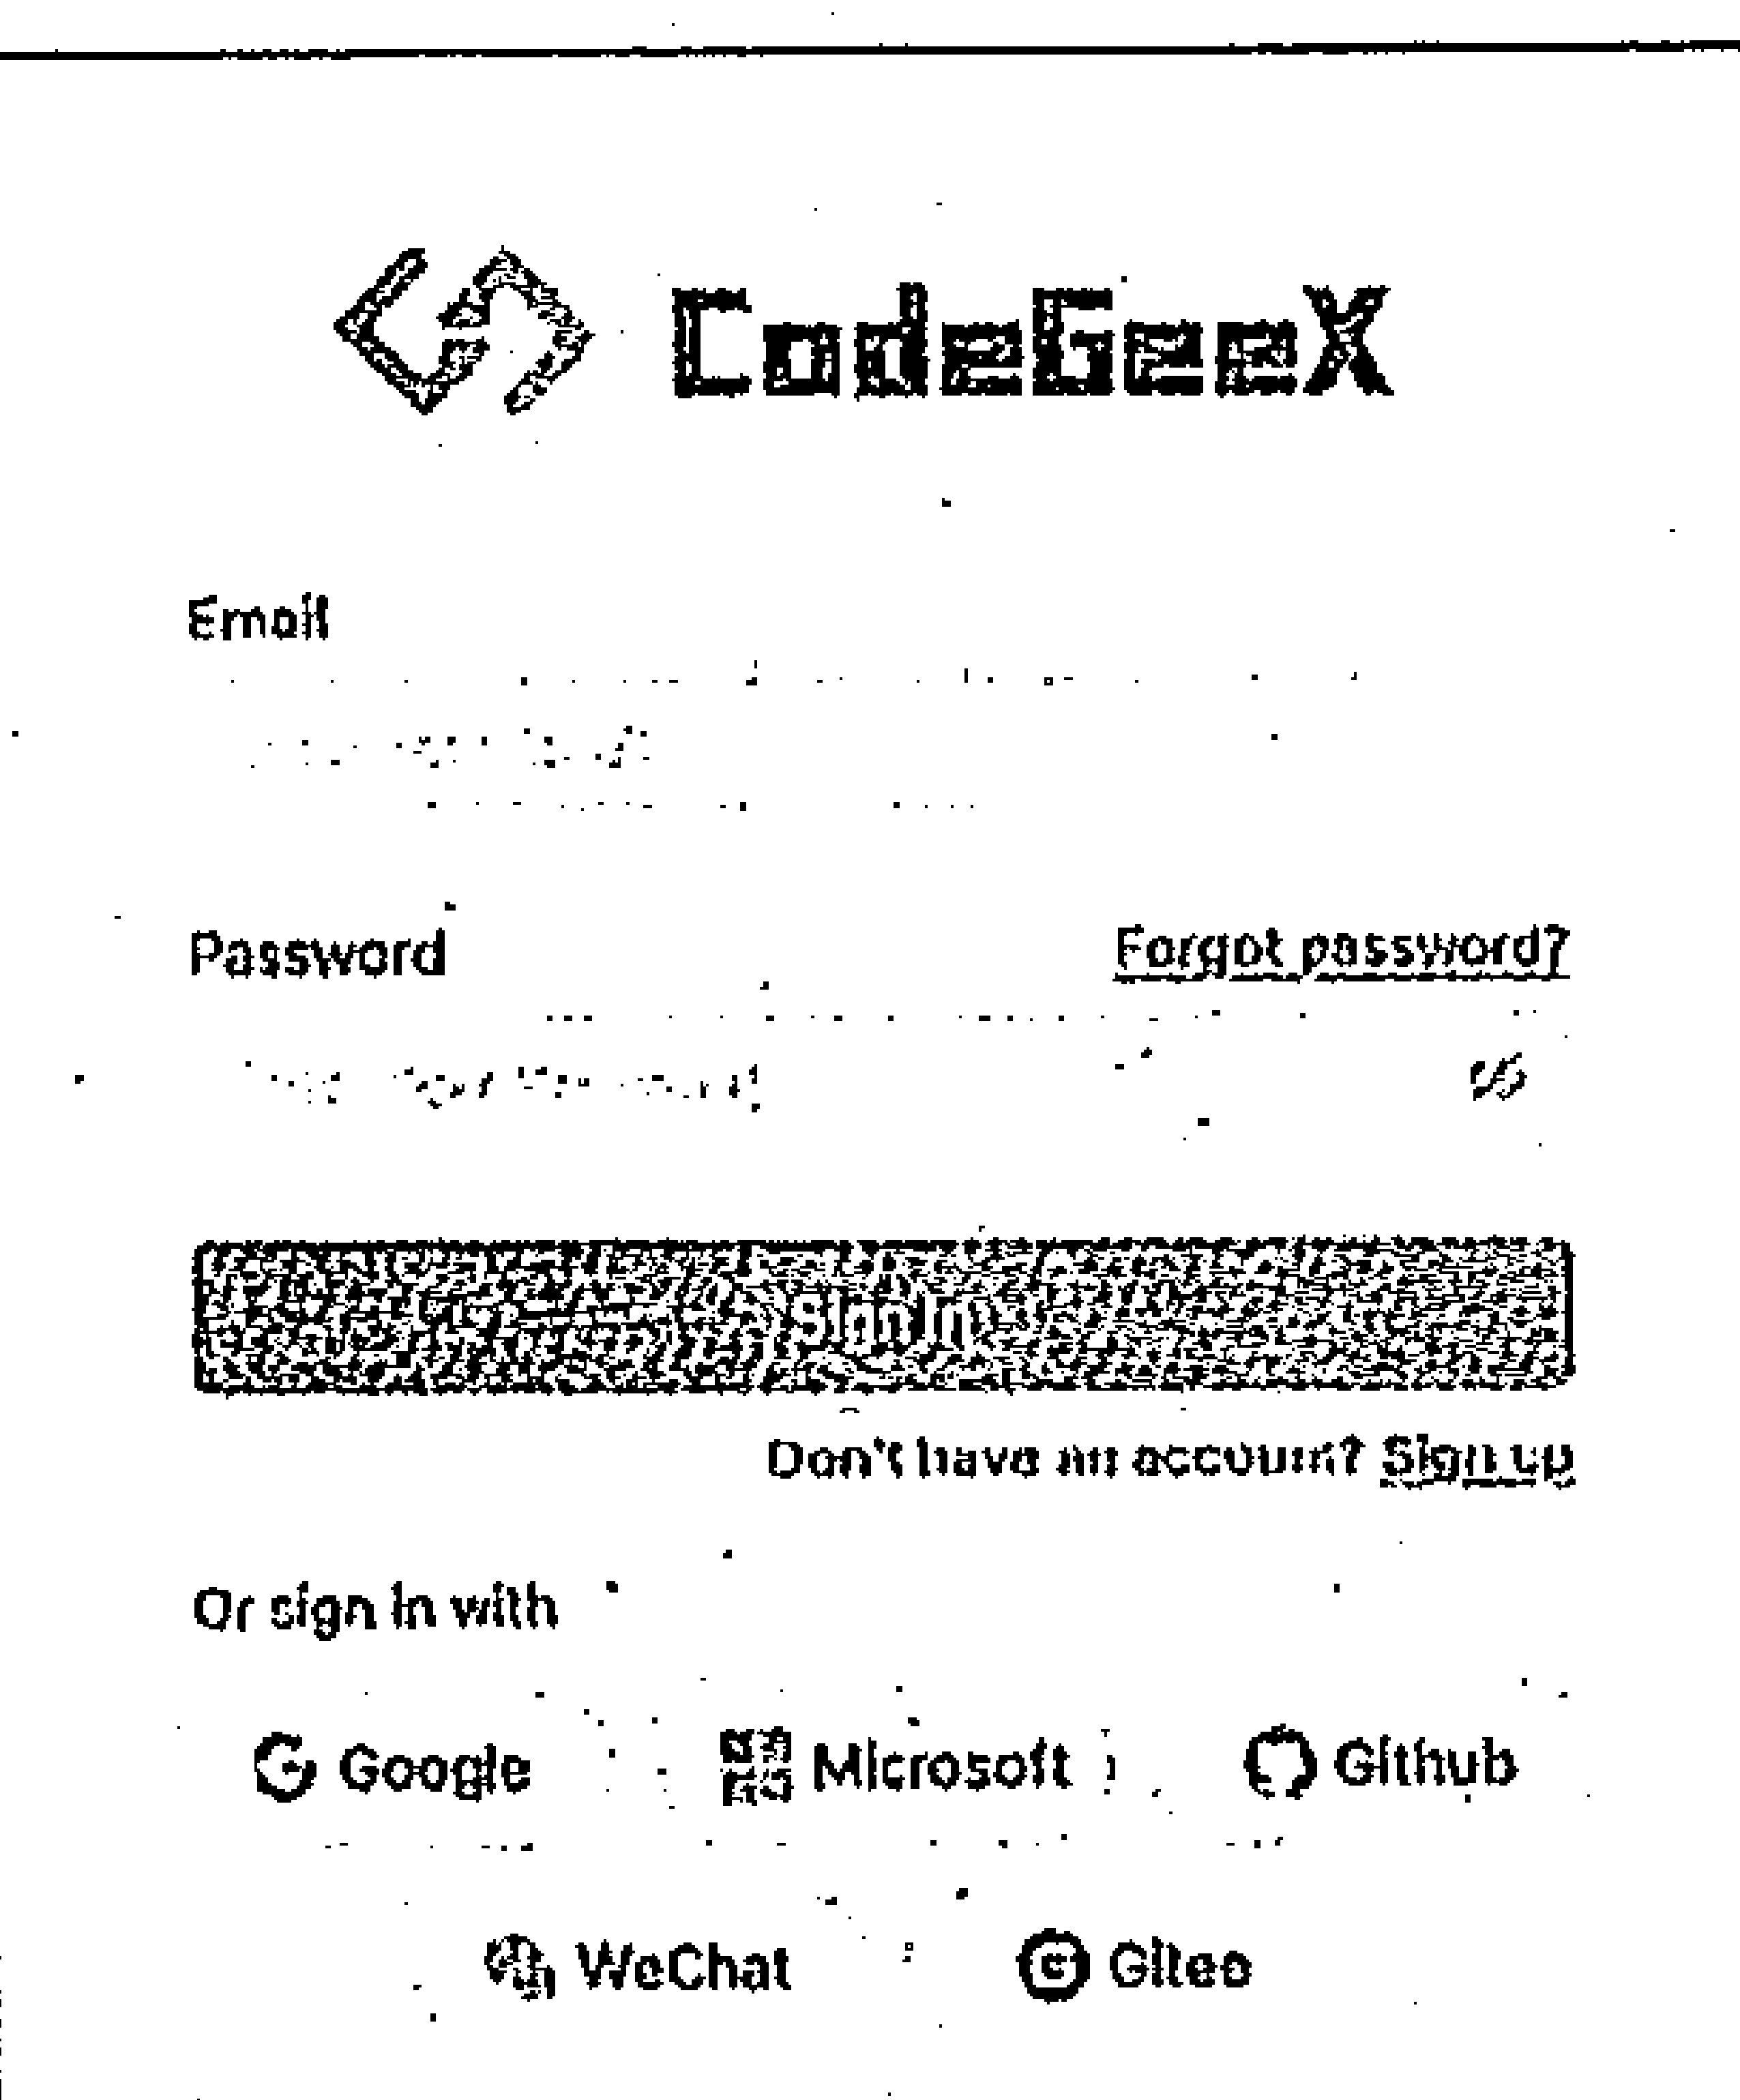 CodeGeeX
Email
Password
Forgot password?
Sign in
Don't have an account? Sign up
Or sign in with
Google
Microsoft
Github
WeChat
Gitee